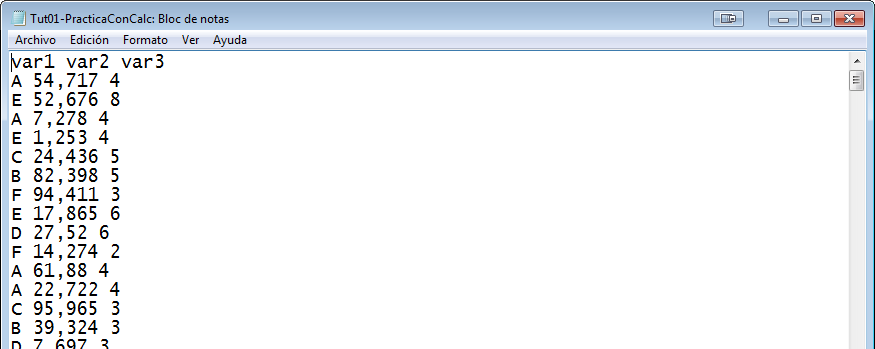 Tut01-PracticaConCalc: Bloc de notas
Archivo Edición Formato Ver Ayuda
var1 var2 var3
A 54,717 4
E 52,676 8
A 7,278 4
E 1,253 4
C 24,436 5
B 82,398 5
F 94,411 3
E 17,865 6
D 27,52 6
F 14,274 2
A 61,88 4
A 22,722 4
C 95,965 3
B 39,324 3
D 7,697 3